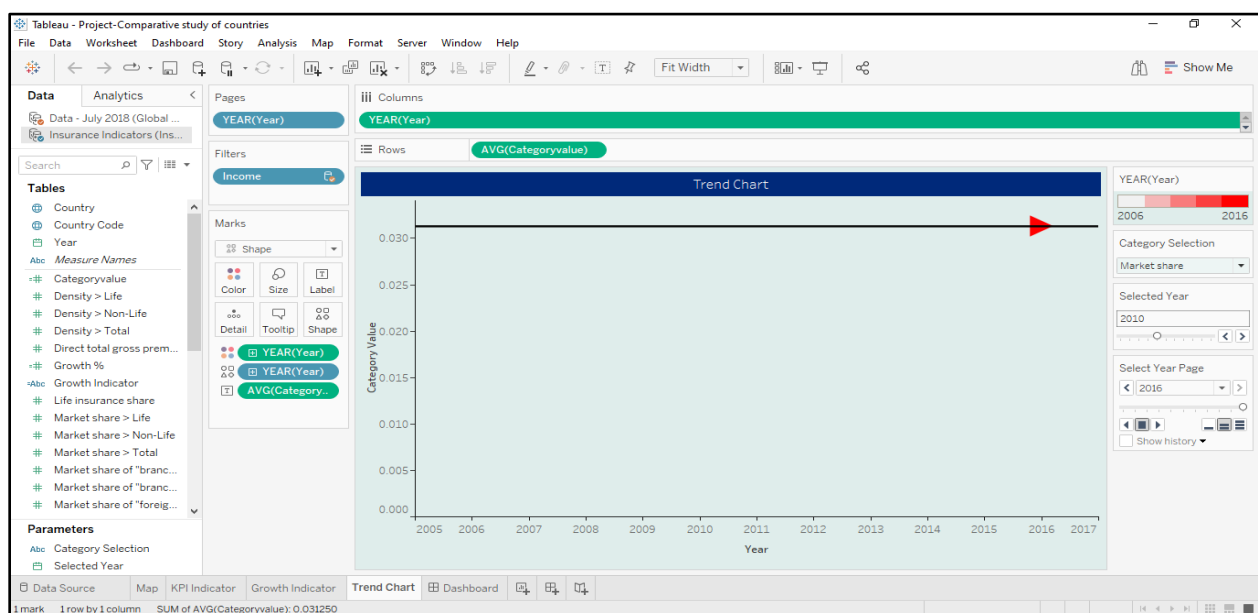 Tableau - Project-Comparative study of countries
File Data Worksheet Dashboard Story Analysis Map Format Server Window Help
Fit Width
Show Me
Data Analytics
Data - July 2018 (Global ...
Insurance Indicators (Ins...
Search
Tables
Country
Country Code
Year
Abc Measure Names
Categoryvalue
Density > Life
Density > Non-Life
Density > Total
Direct total gross prem...
Growth %
=Abc Growth Indicator
Life insurance share
Market share > Life
Market share > Non-Life
Market share > Total
Market share of "branc...
Market share of "branc...
Market share of "foreig...
Parameters
Abc Category Selection
Selected Year
Pages
YEAR(Year)
Filters
Income
Marks
Shape
Color Size Label
Detail Tooltip Shape
YEAR(Year)
YEAR(Year)
AVG(Category..
Columns
YEAR(Year)
Rows
AVG(Categoryvalue)
Trend Chart
Category Value
0.030
0.025
0.020
0.015
0.010
0.005
0.000
2005 2006 2007 2008 2009 2010 2011 2012 2013 2014 2015 2016 2017
Year
YEAR(Year)
2006 2016
Category Selection
Market share
Selected Year
2010
Select Year Page
2016
Show history
Data Source Map KPI Indicator Growth Indicator Trend Chart Dashboard
1 mark 1 row by 1 column SUM of AVG(Categoryvalue): 0.031250